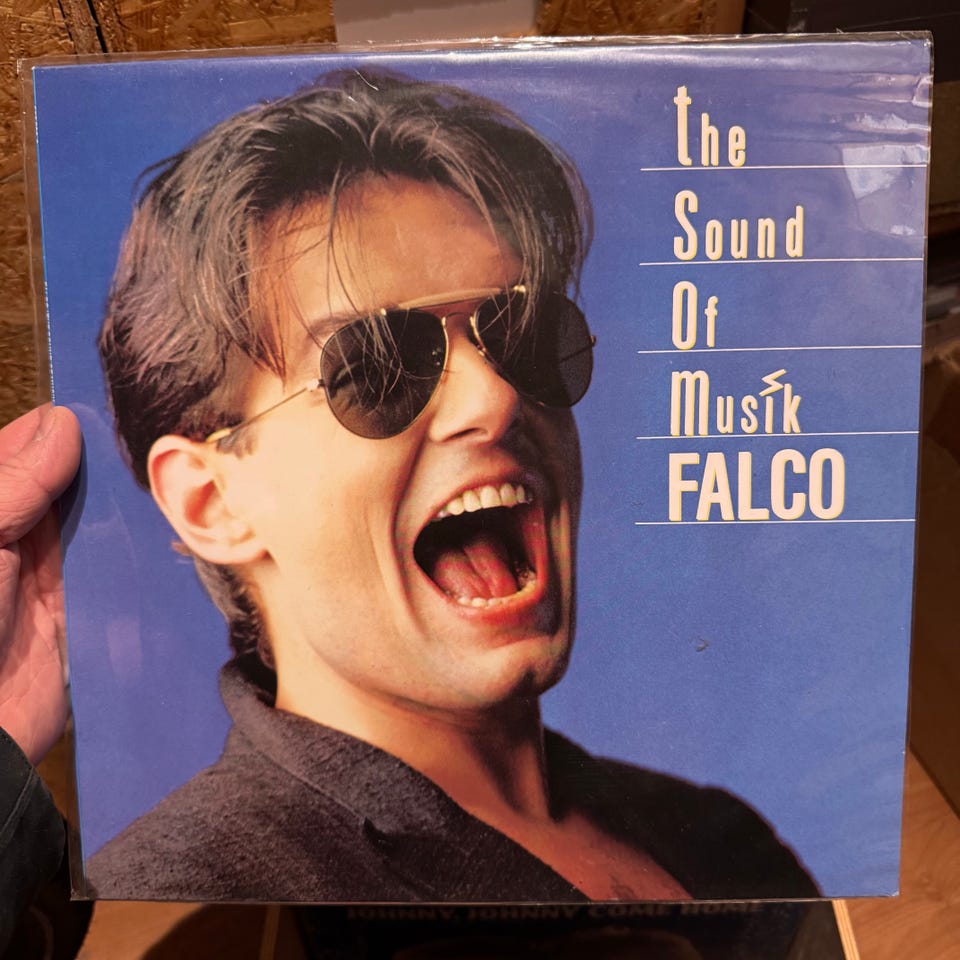 the
Sound
Of
Musik
FALCO
JOHNNY, JOHNNY COME HOME